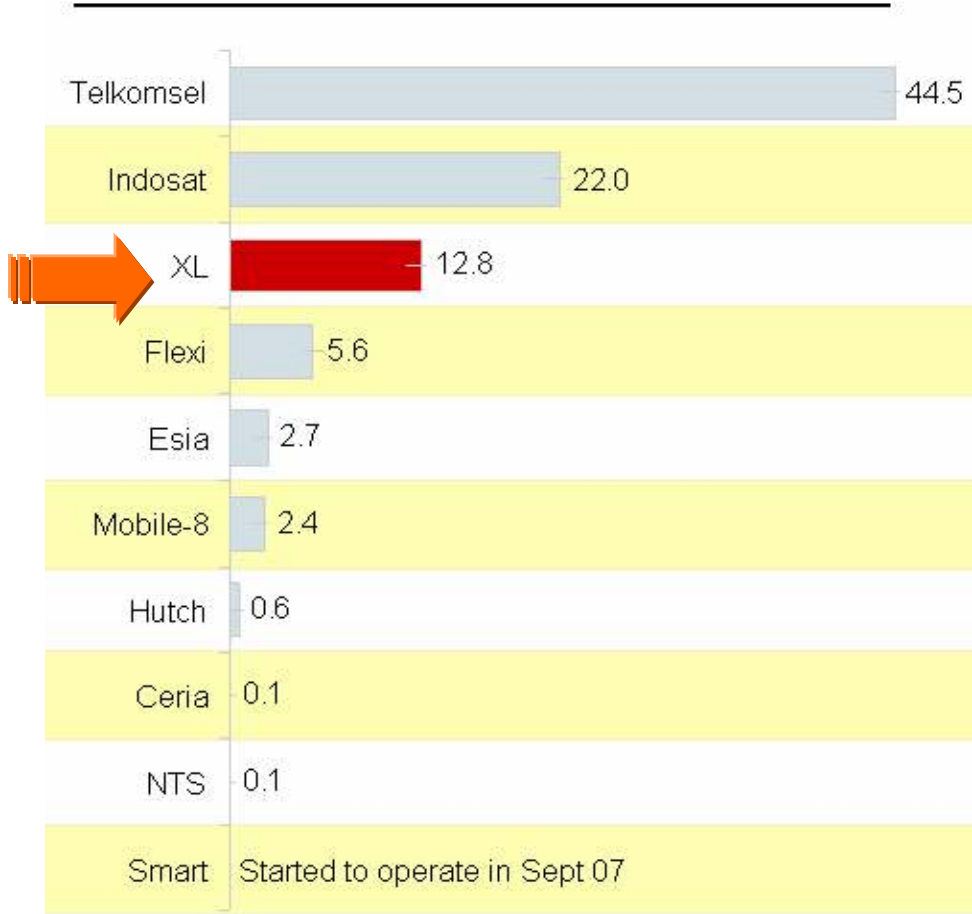 Telkomsel 44.5
Indosat 22.0
XL 12.8
Flexi 5.6
Esia 2.7
Mobile-8 2.4
Hutch 0.6
Ceria 0.1
NTS 0.1
Smart Started to operate in Sept 07